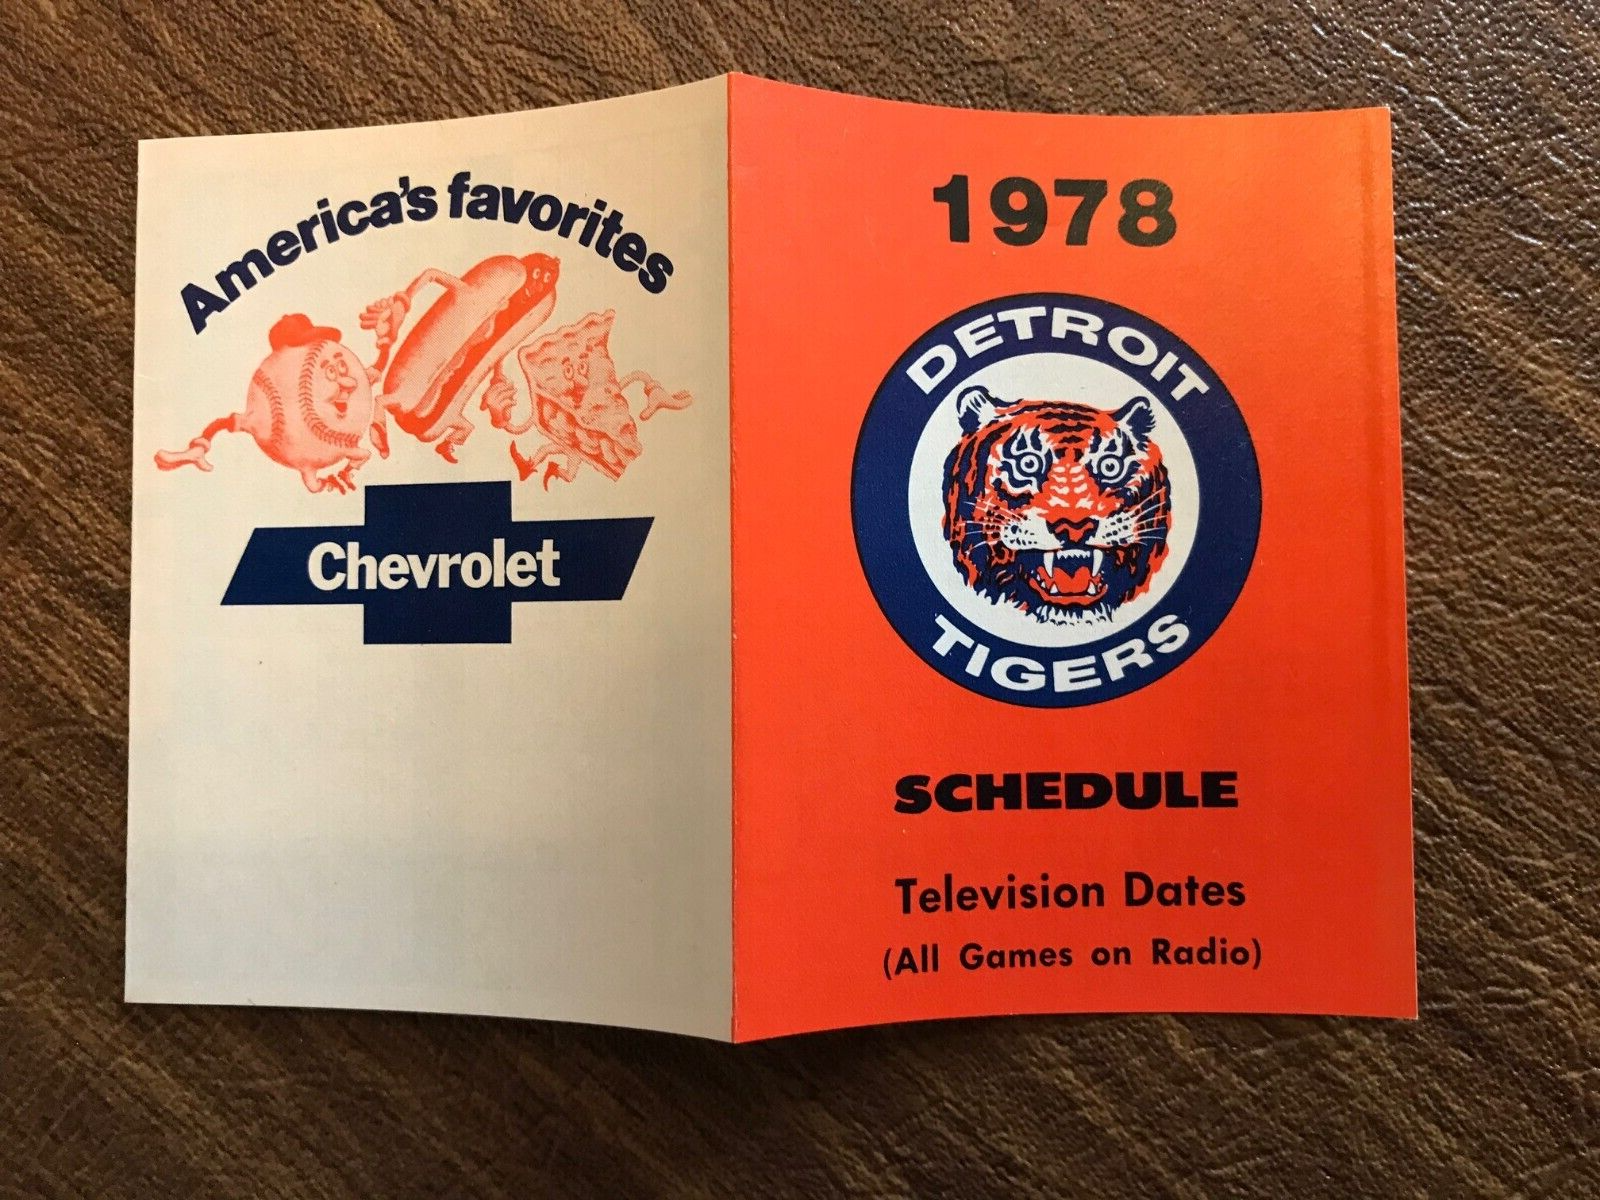 America's favorites
Chevrolet
1978
DETROIT
TIGERS
SCHEDULE
Television Dates
(All Games on Radio)